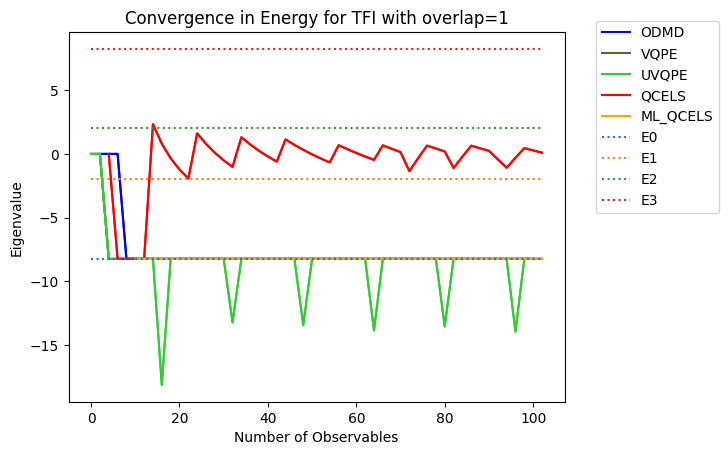 Convergence in Energy for TFI with overlap=1
Eigenvalue
5
0
−5
−10
−15
0
20
40
60
80
100
Number of Observables
ODMD
VQPE
UVQPE
QCELS
ML_QCELS
E0
E1
E2
E3